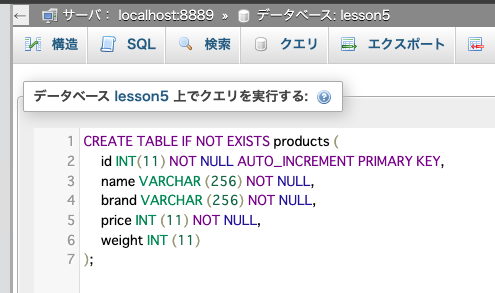 ← サーバ： localhost:8889 » データベース: lesson5
構造 SQL 検索 クエリ エクスポート
データベース lesson5 上でクエリを実行する:
1 CREATE TABLE IF NOT EXISTS products (
2 id INT(11) NOT NULL AUTO_INCREMENT PRIMARY KEY,
3 name VARCHAR (256) NOT NULL,
4 brand VARCHAR (256) NOT NULL,
5 price INT (11) NOT NULL,
6 weight INT (11)
7 );